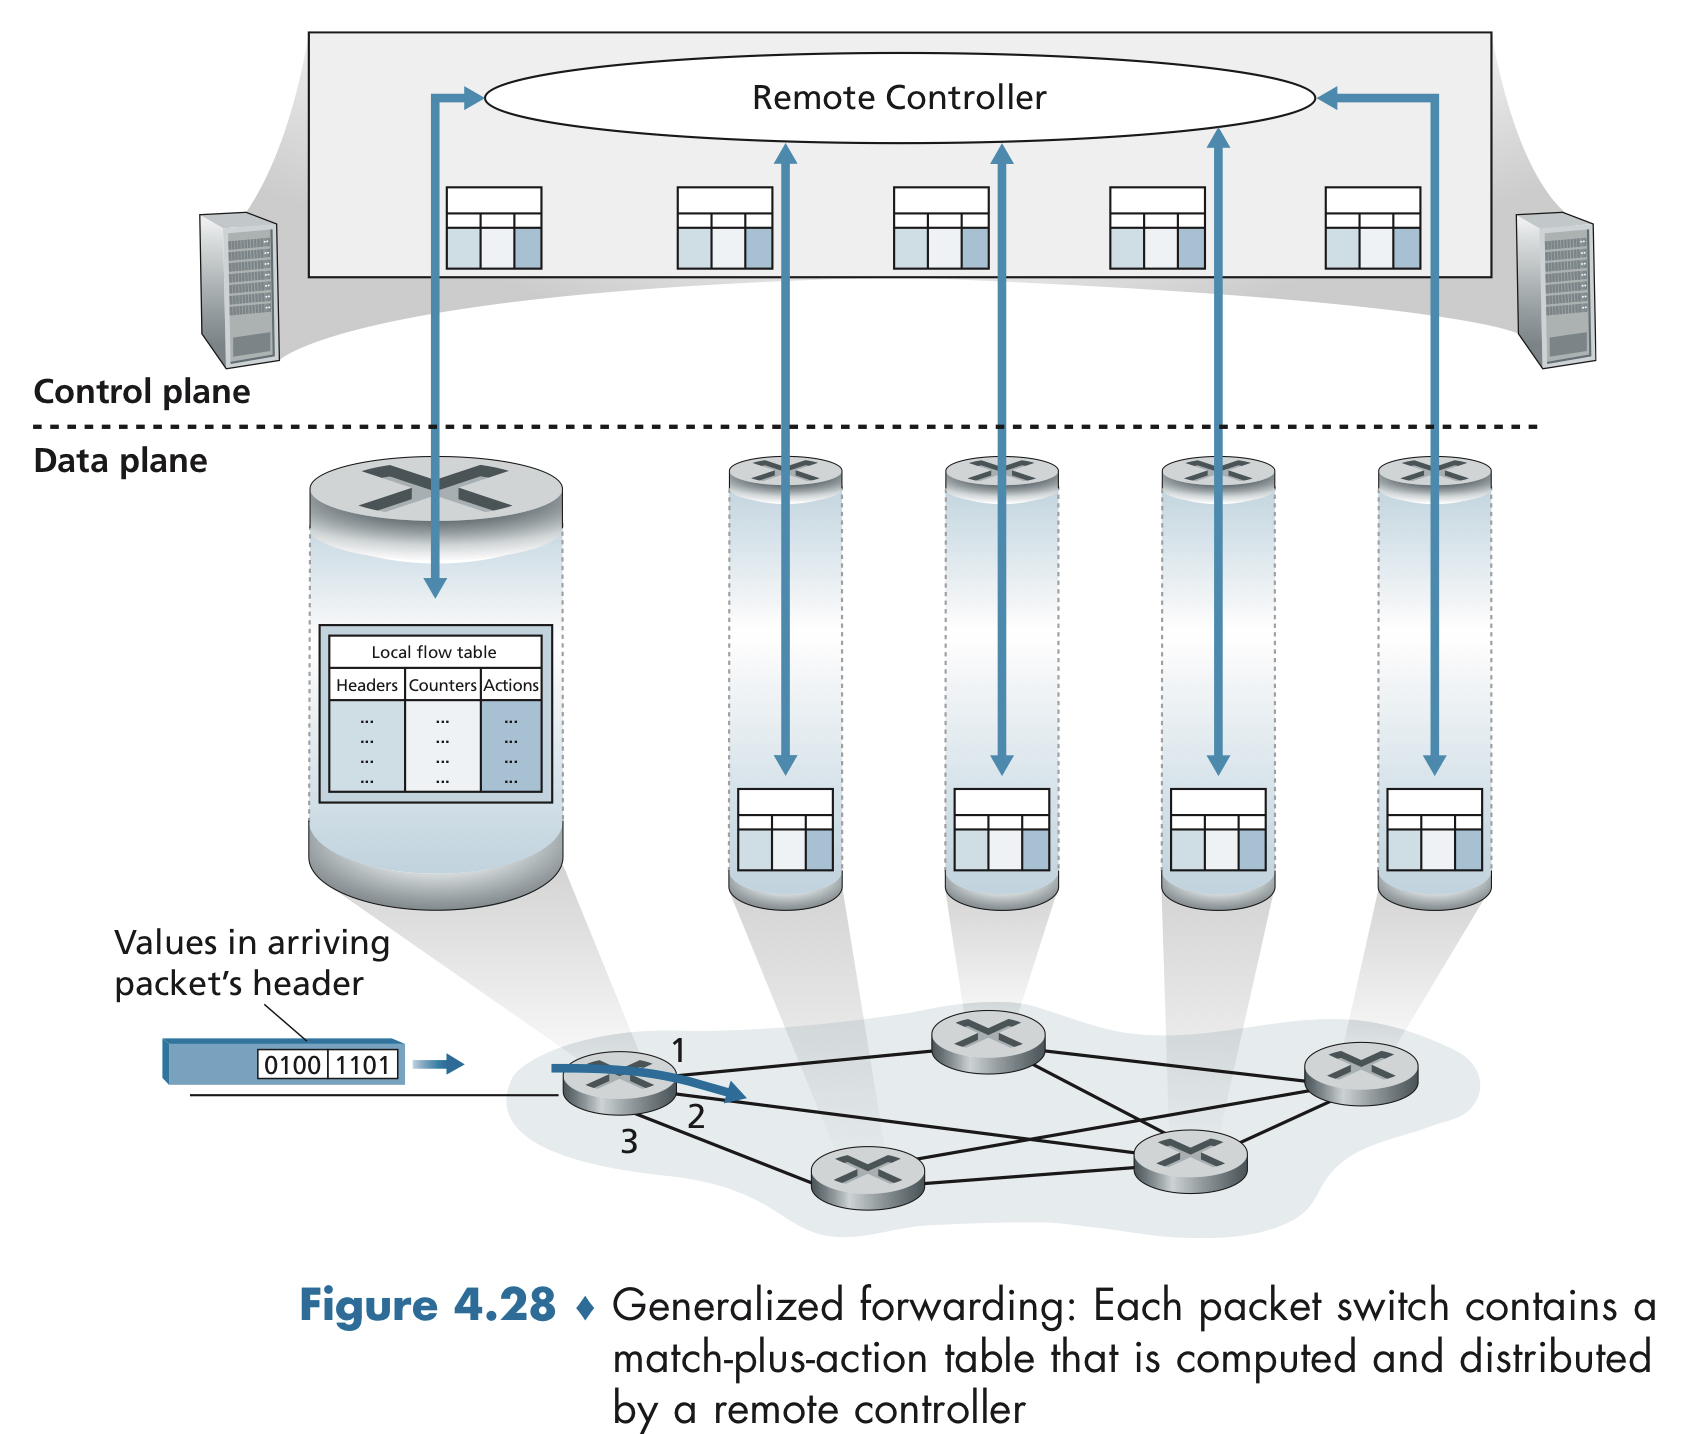 Remote Controller
Control plane
Data plane
Local flow table
Headers Counters Actions
... ... ...
... ... ...
... ... ...
... ... ...
Values in arriving
packet’s header
0100 1101
1
2
3
Figure 4.28 ♦ Generalized forwarding: Each packet switch contains a
match-plus-action table that is computed and distributed
by a remote controller